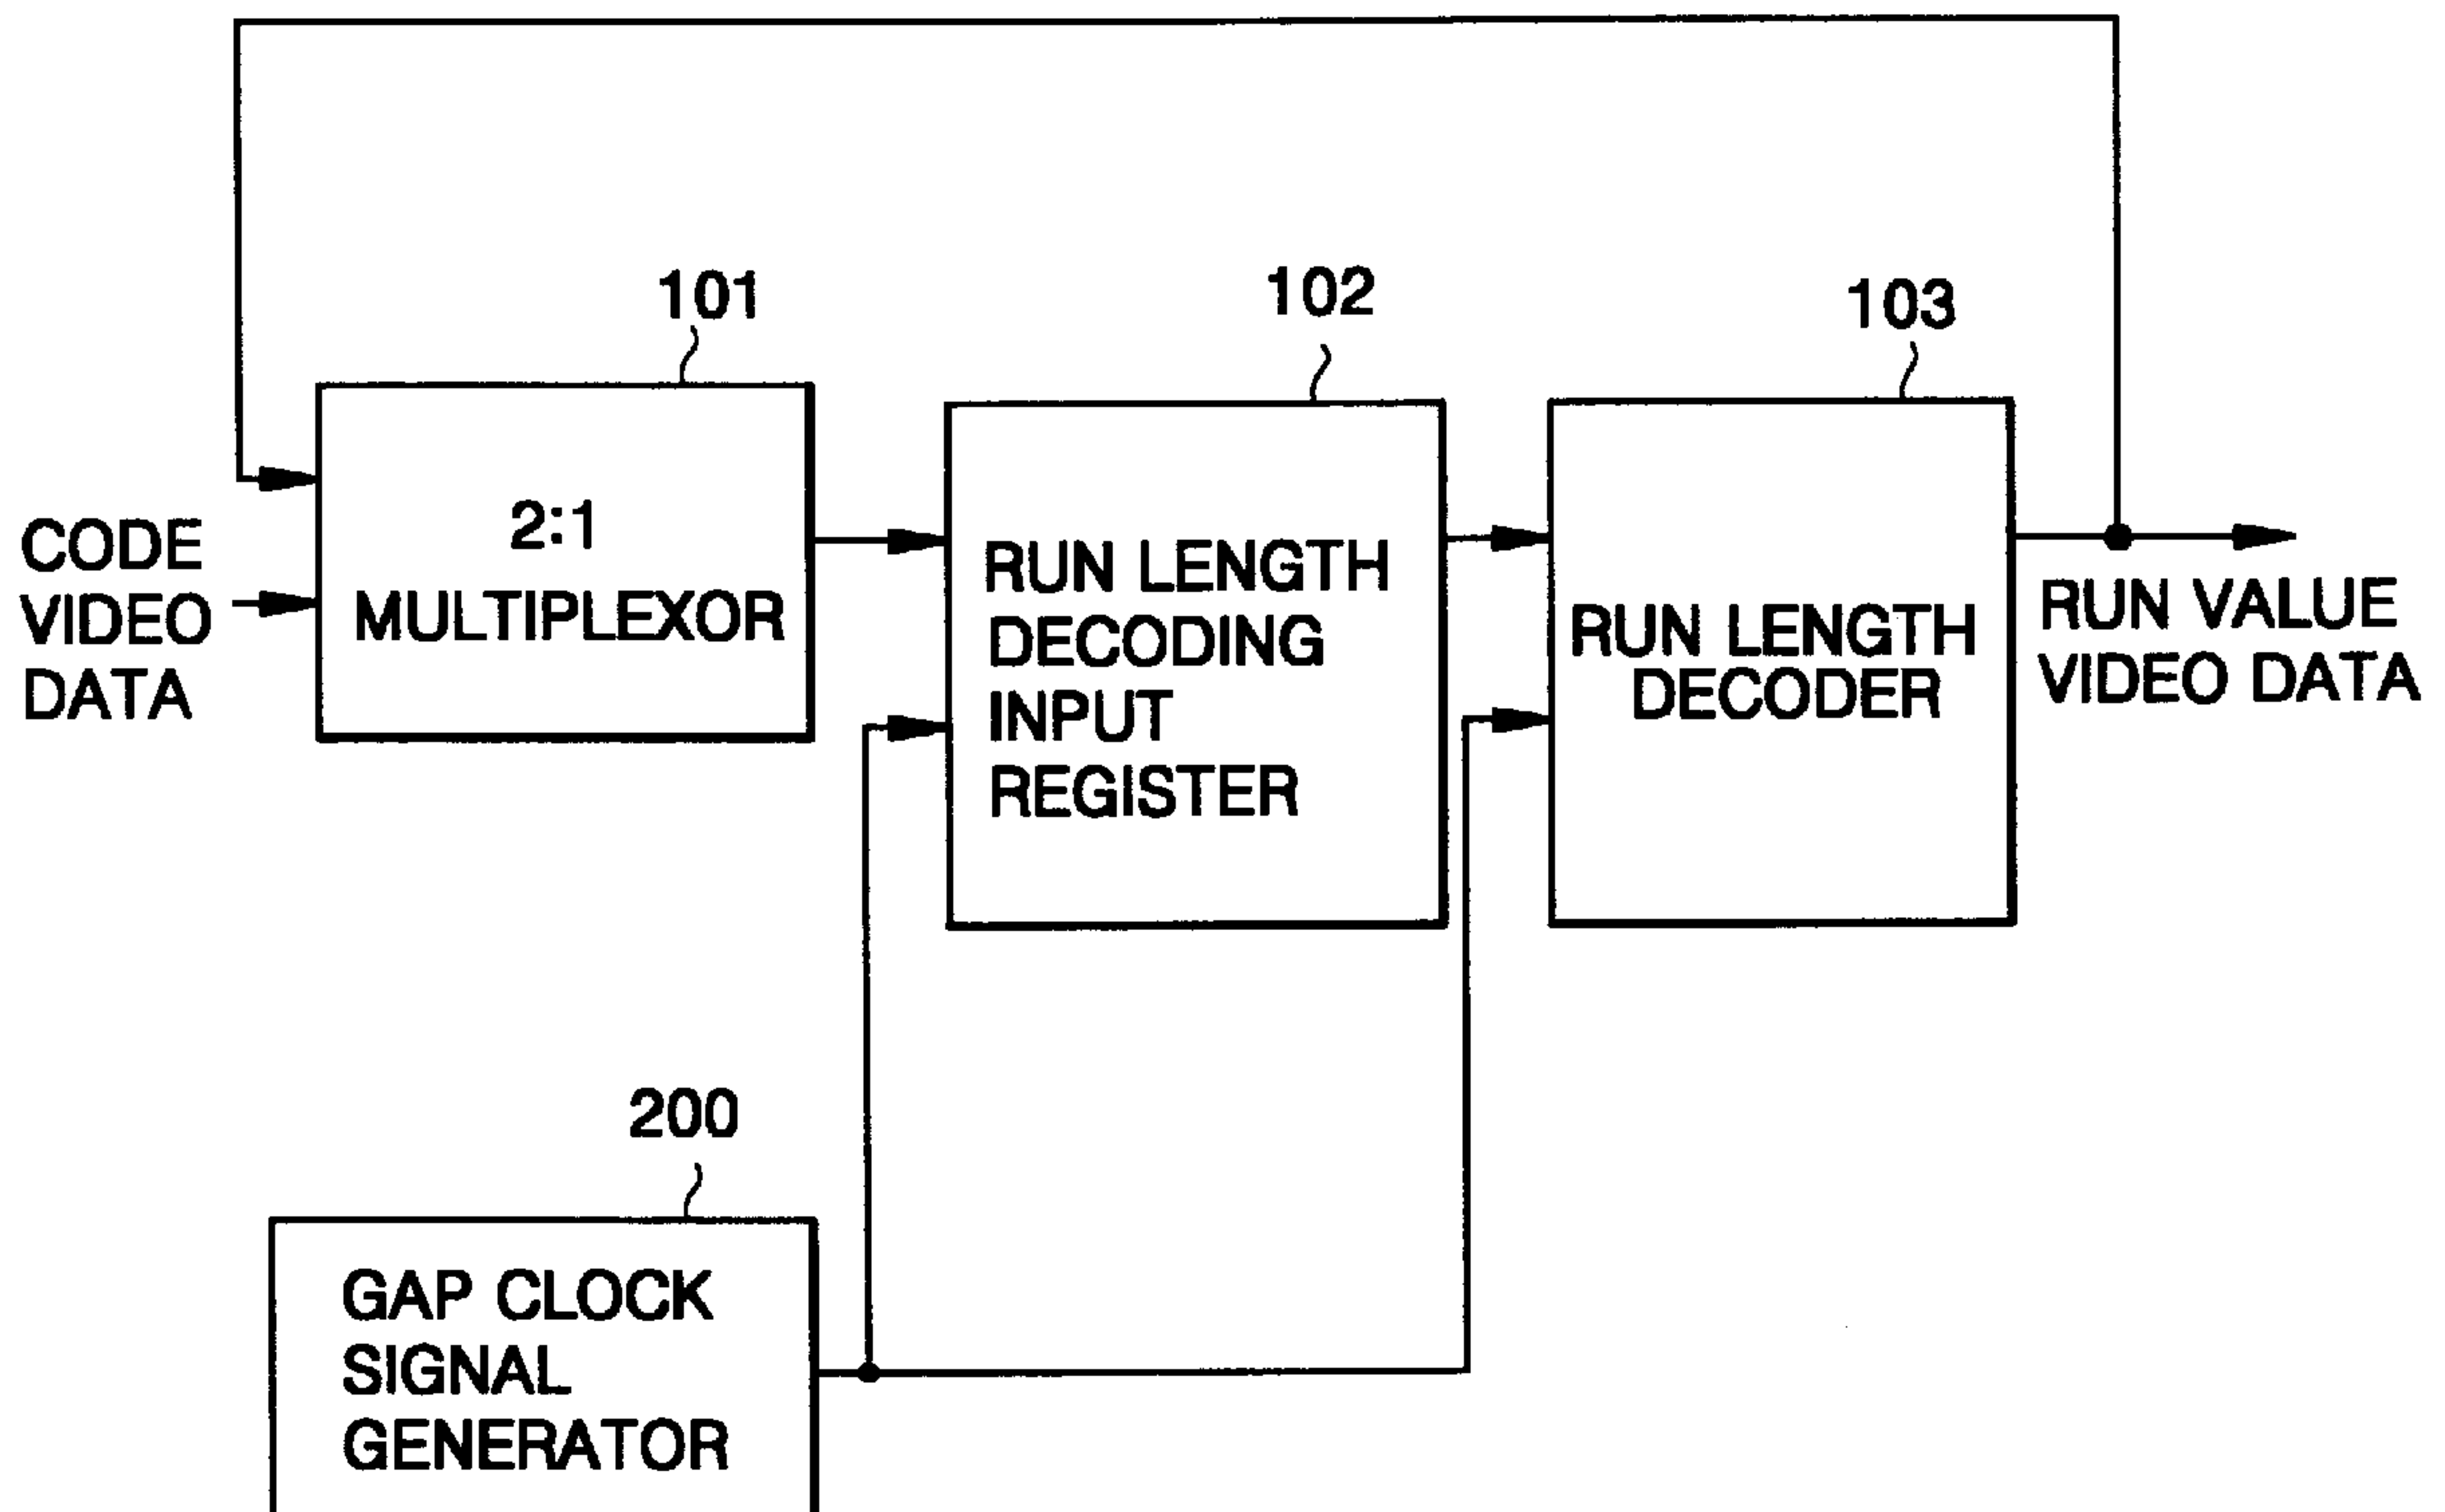 101
102
103
CODE
VIDEO
DATA
2:1
MULTIPLEXOR
RUN LENGTH
DECODING
INPUT
REGISTER
RUN LENGTH
DECODER
RUN VALUE
VIDEO DATA
200
GAP CLOCK
SIGNAL
GENERATOR